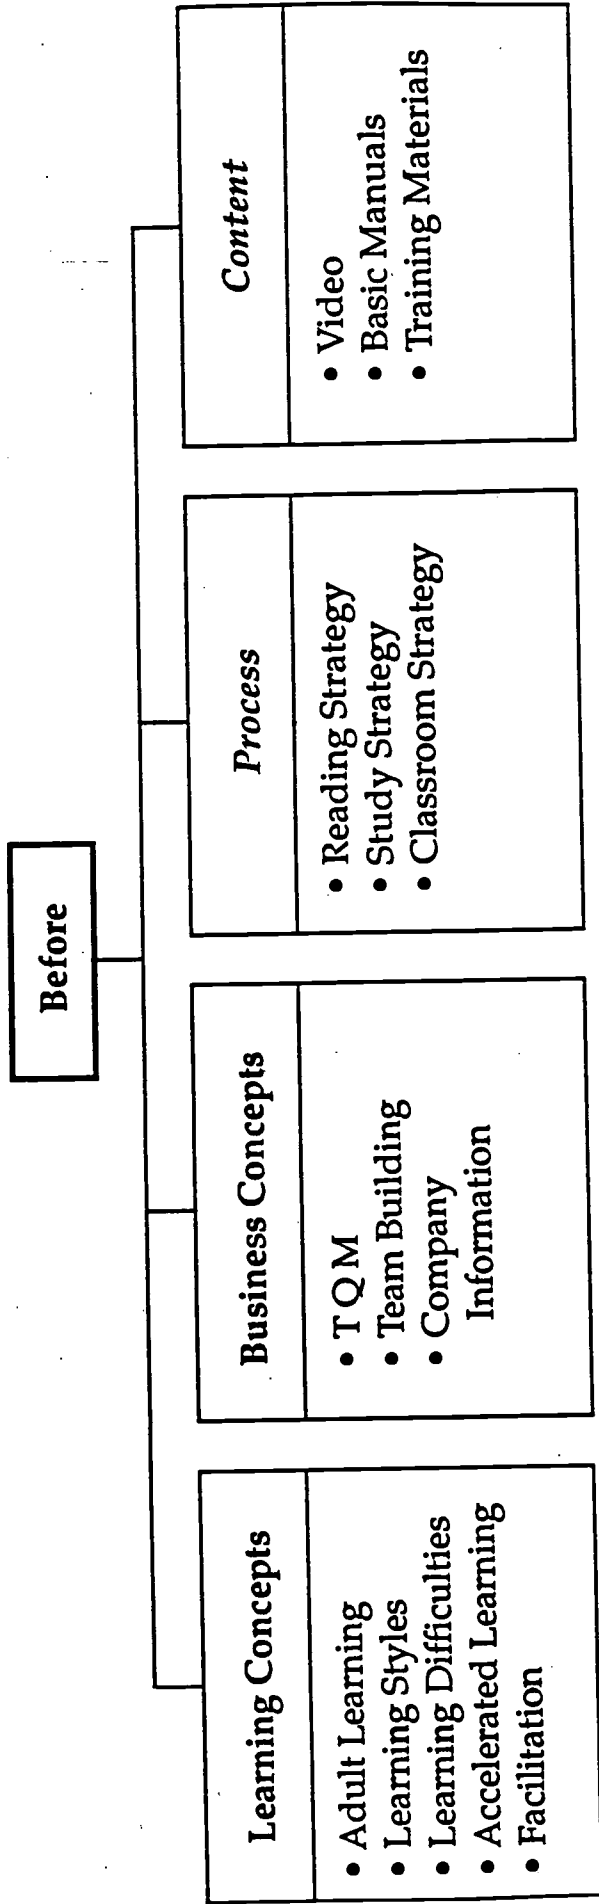 Before
Learning Concepts
• Adult Learning
• Learning Styles
• Learning Difficulties
• Accelerated Learning
• Facilitation
Business Concepts
• T Q M
• Team Building
• Company
Information
Process
• Reading Strategy
• Study Strategy
• Classroom Strategy
Content
• Video
• Basic Manuals
• Training Materials